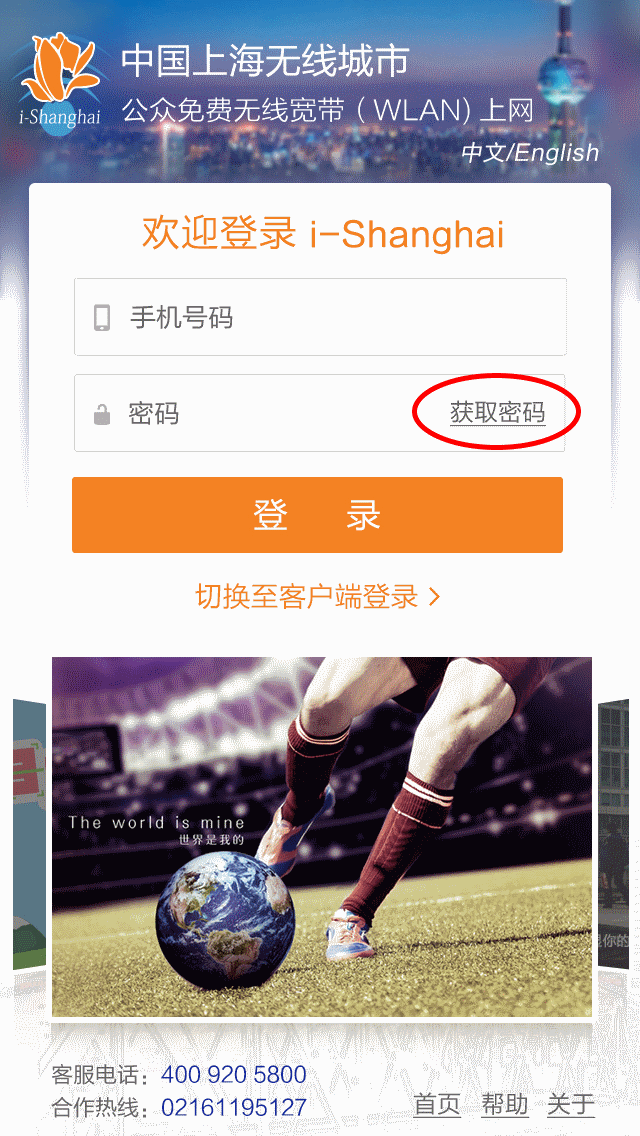 i-Shanghai
中国上海无线城市
公众免费无线宽带（WLAN) 上网
中文/English
欢迎登录 i-Shanghai
手机号码
密码
获取密码
登 录
切换至客户端登录 >
The world is mine
世界是我的
客服电话：400 920 5800
合作热线：02161195127
首页 帮助 关于